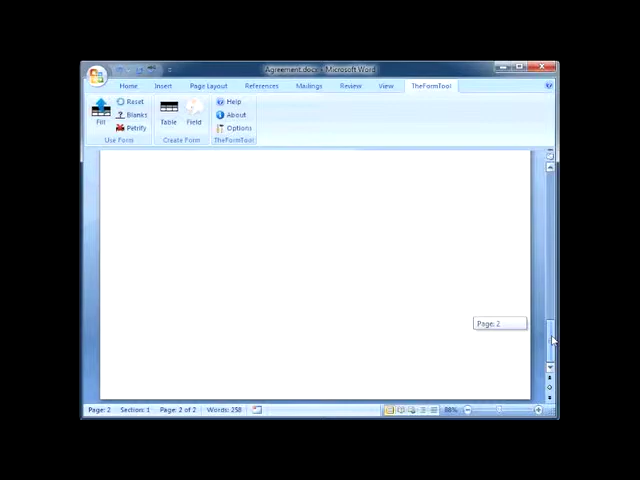 Agreement.docx - Microsoft Word
Home Insert Page Layout References Mailings Review View TheFormTool
Fill Reset Blanks Petrify
Use Form
Table Field
Create Form
Help About Options
TheFormTool
Page: 2
Page: 2 Section: 1 Page: 2 of 2 Words: 258 88%